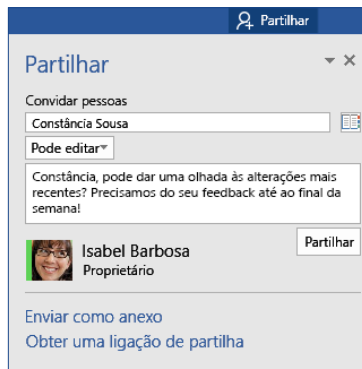 Partilhar
Partilhar
Convidar pessoas
Constância Sousa
Pode editar
Constância, pode dar uma olhada às alterações mais
recentes? Precisamos do seu feedback até ao final da
semana!
Partilhar
Isabel Barbosa
Proprietário
Enviar como anexo
Obter uma ligação de partilha